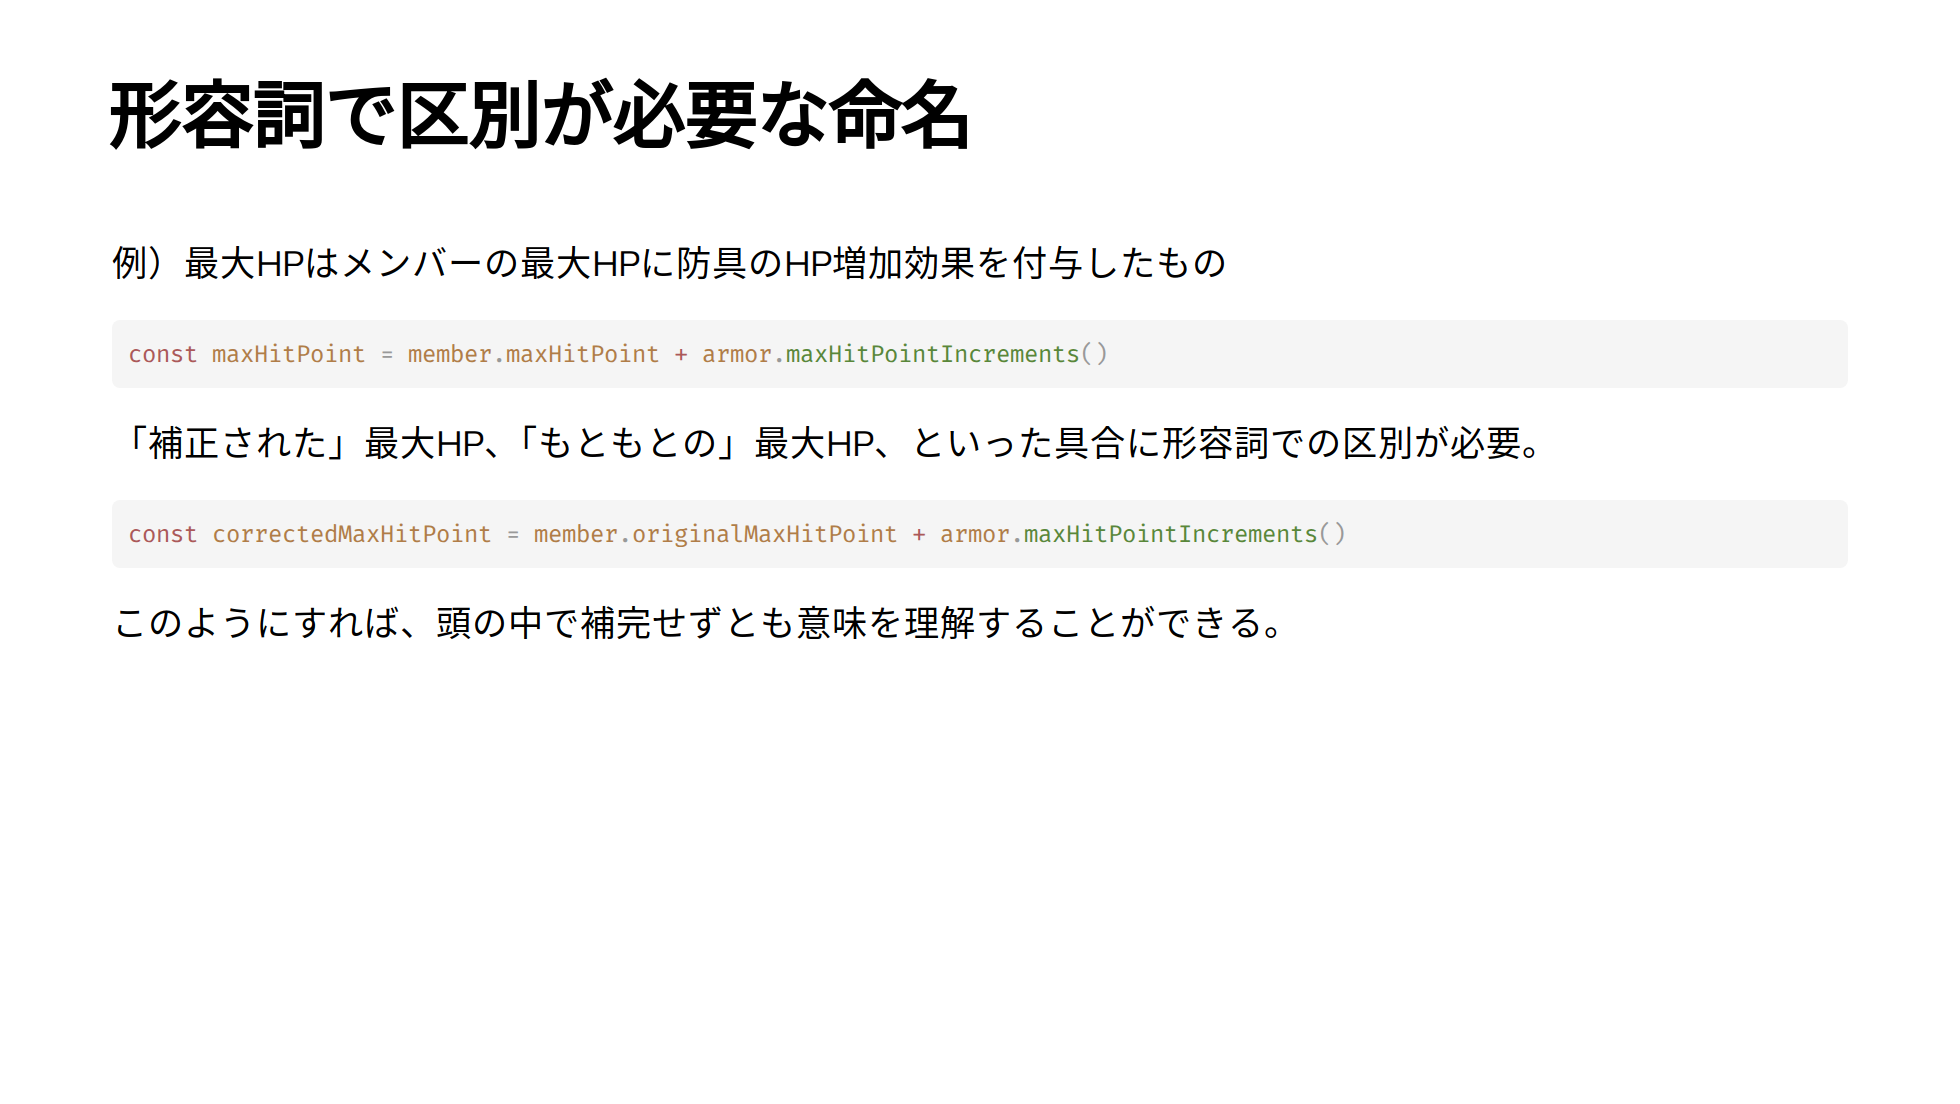 形容詞で区別が必要な命名
例）最大HPはメンバーの最大HPに防具のHP増加効果を付与したもの
const maxHitPoint = member.maxHitPoint + armor.maxHitPointIncrements()
「補正された」最大HP、「もともとの」最大HP、といった具合に形容詞での区別が必要。
const correctedMaxHitPoint = member.originalMaxHitPoint + armor.maxHitPointIncrements()
このようにすれば、頭の中で補完せずとも意味を理解することができる。